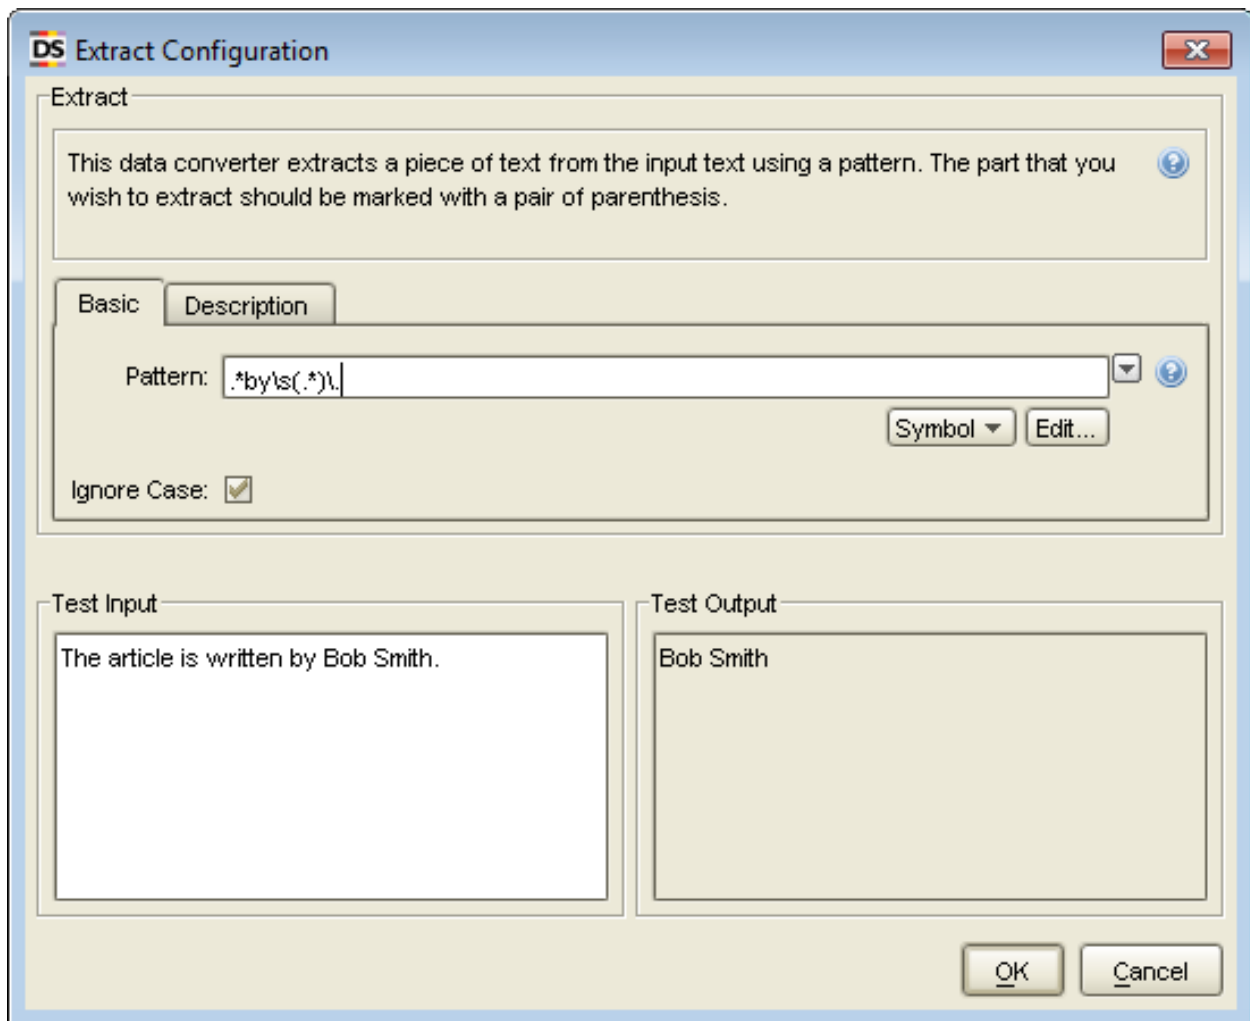 DS Extract Configuration
Extract
This data converter extracts a piece of text from the input text using a pattern. The part that you
wish to extract should be marked with a pair of parenthesis.
Basic Description
Pattern: .*by\s(.*)\.
Symbol Edit...
Ignore Case:
Test Input Test Output
The article is written by Bob Smith. Bob Smith
OK Cancel